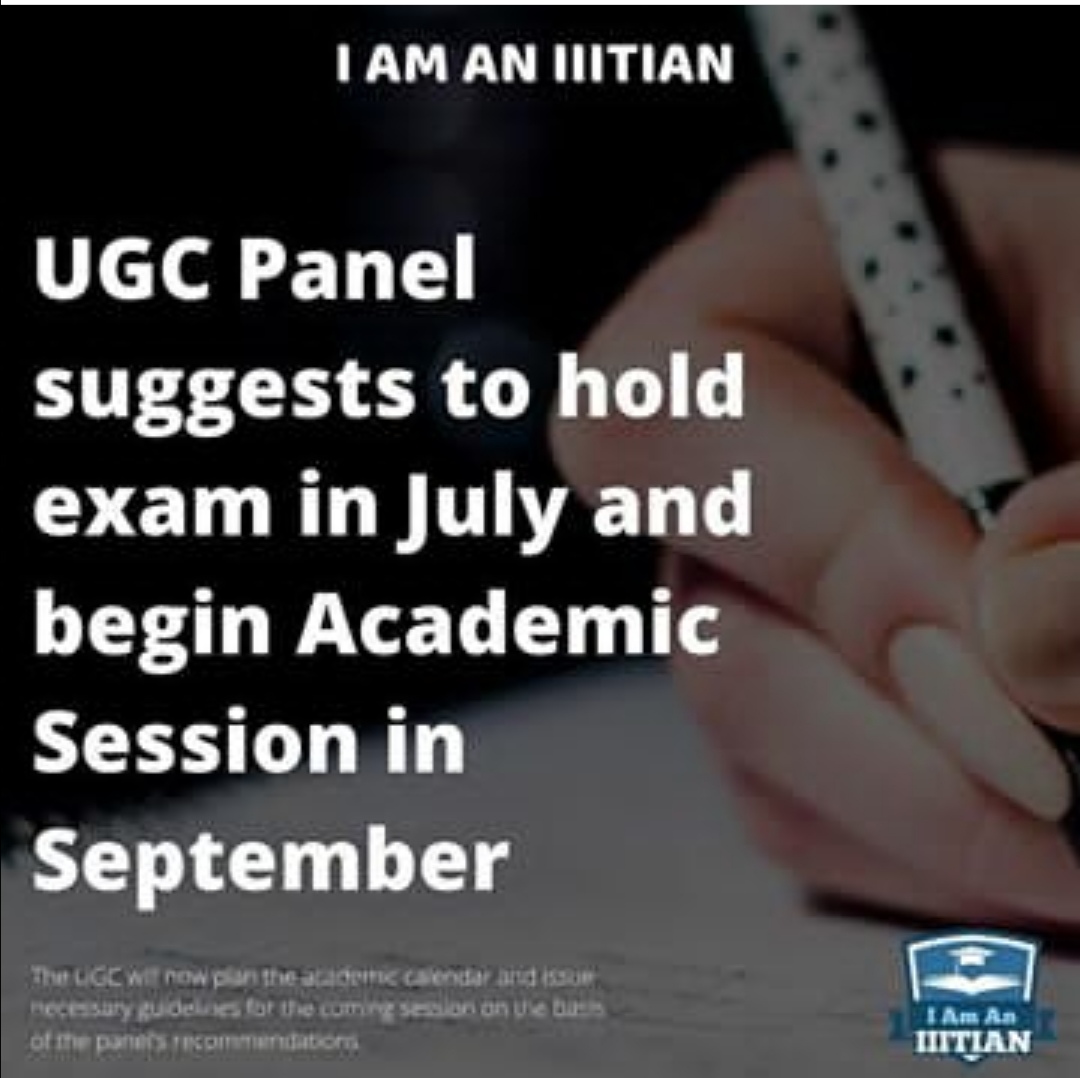 I AM AN IIITIAN
UGC Panel
suggests to hold
exam in July and
begin Academic
Session in
September
The UGC will now plan the academic calendar and issue
necessary guidelines for the coming session on the basis
of the panel's recommendations
I Am An
IIITIAN